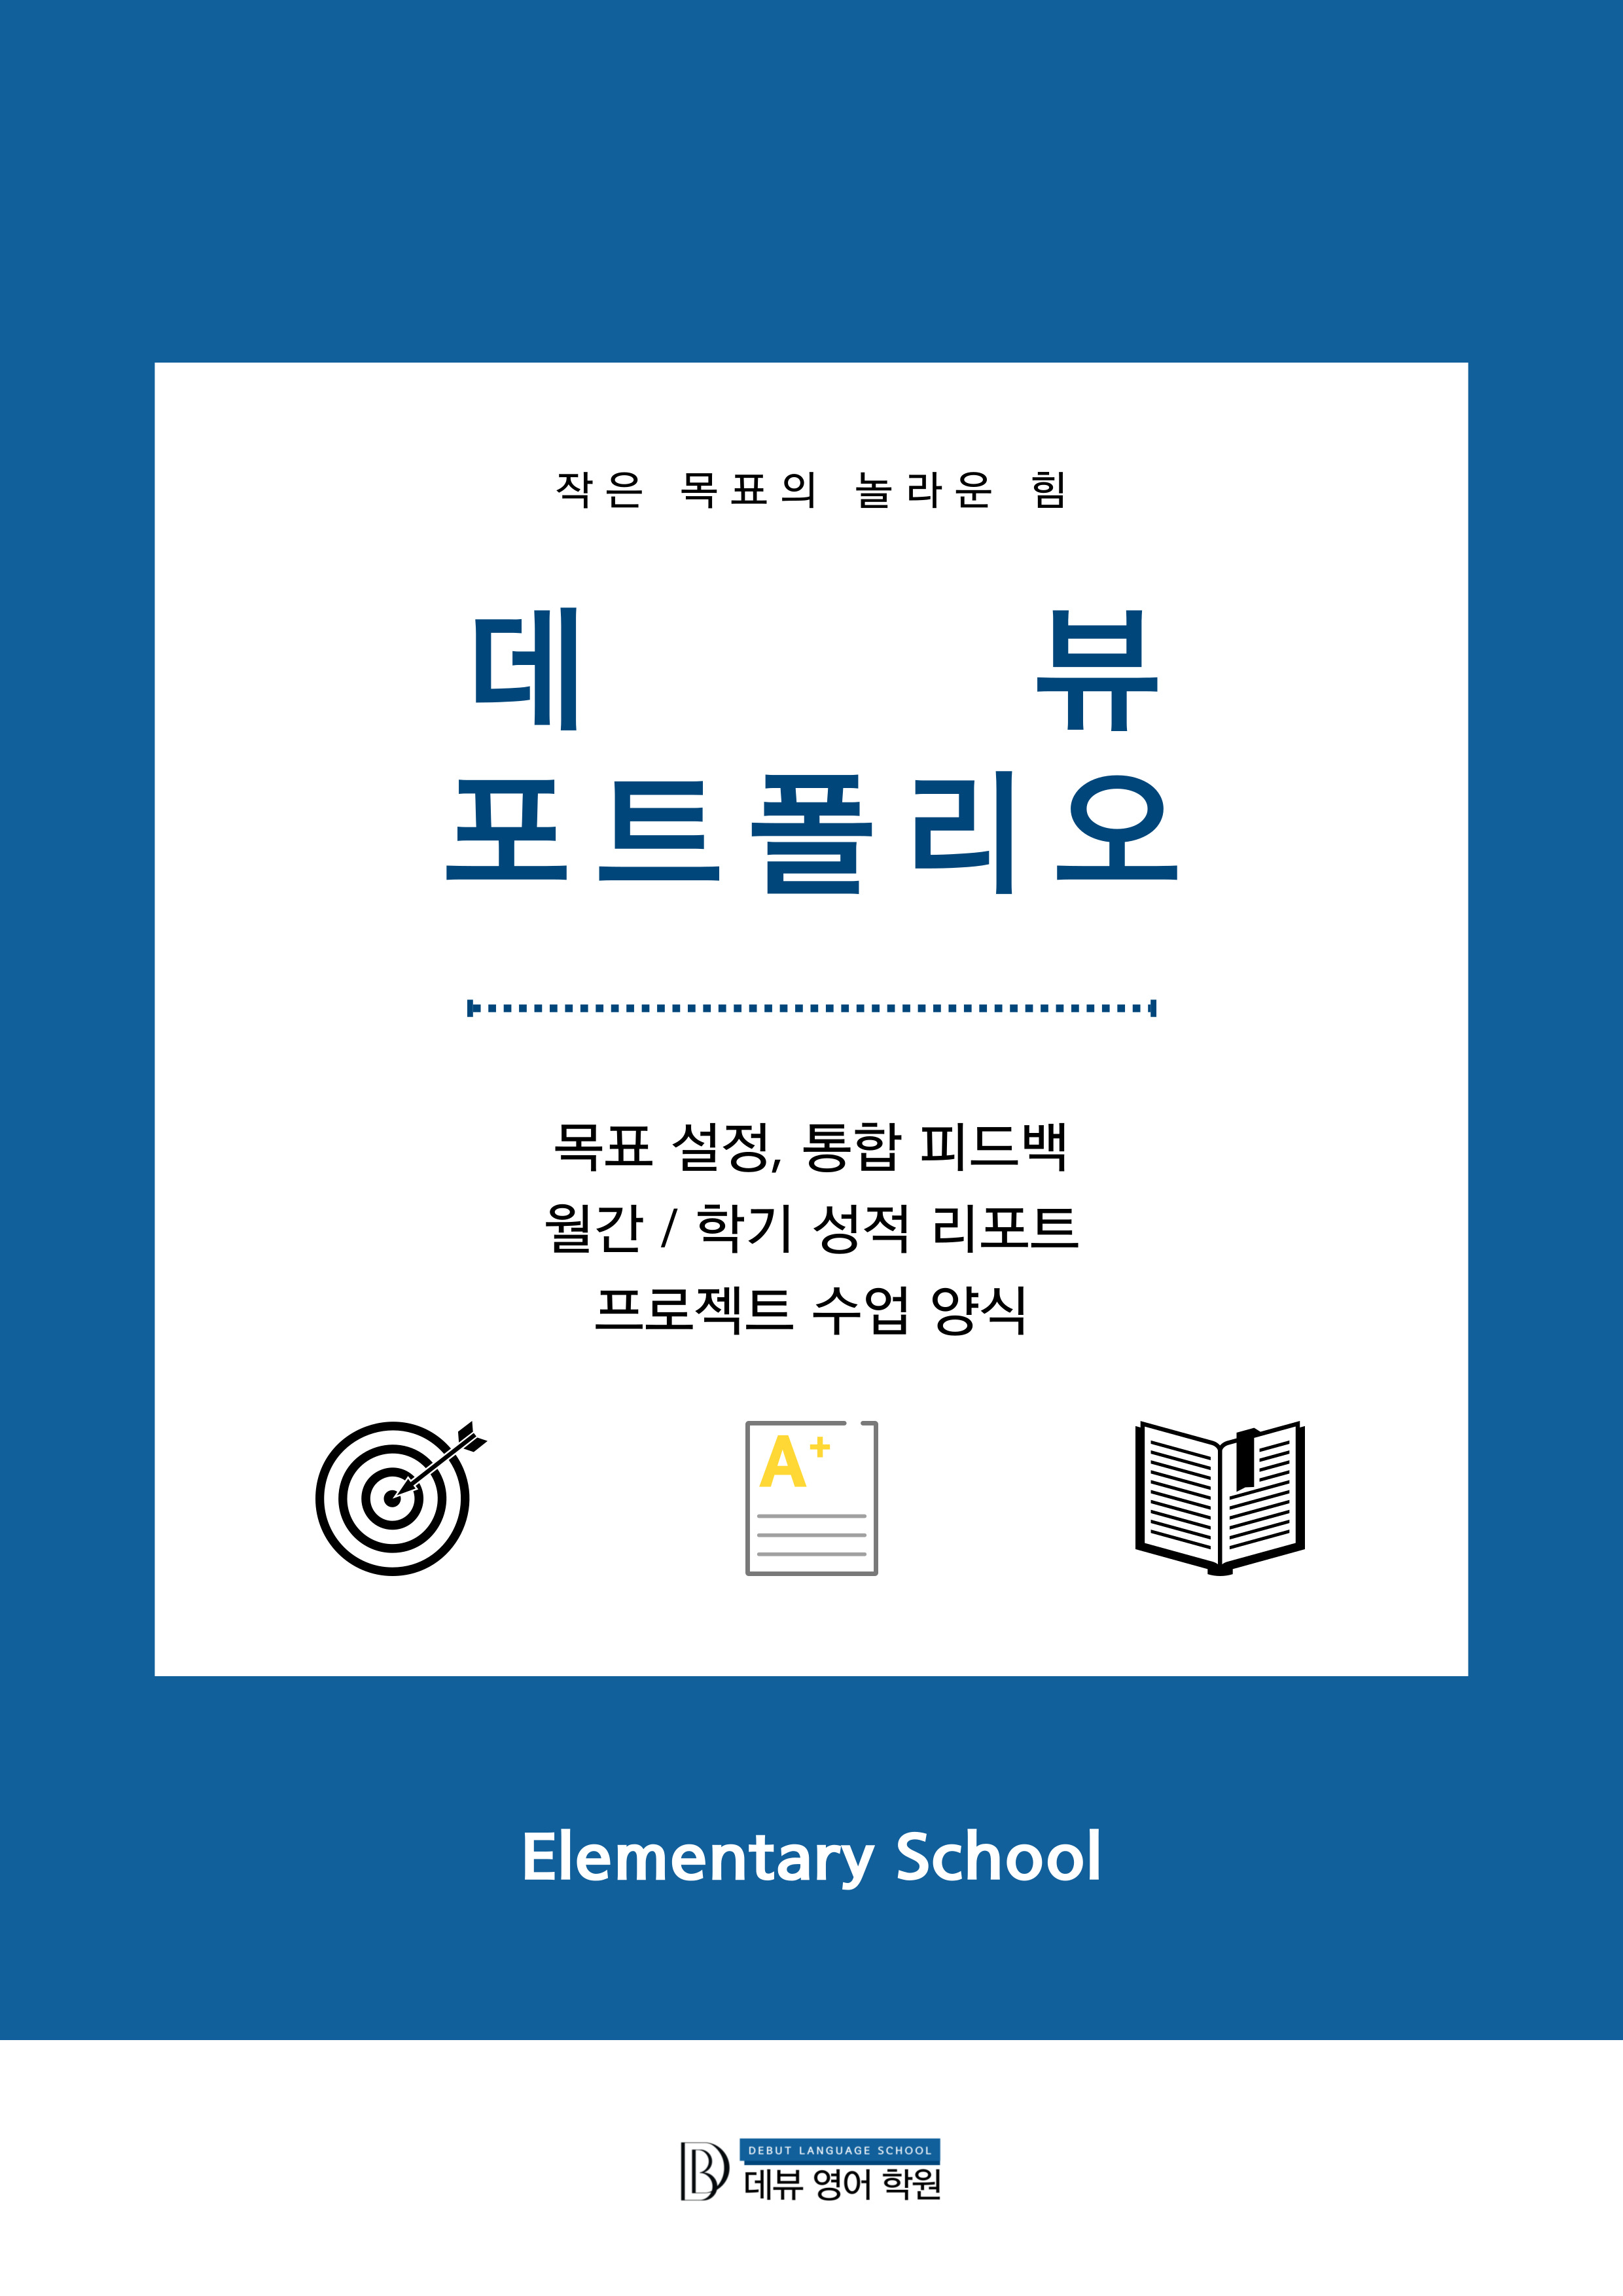 작은 목표의 놀라운 힘
데 뷰
포트폴리오
목표 설정, 통합 피드백
월간 / 학기 성적 리포트
프로젝트 수업 양식
A+
Elementary School
DEBUT LANGUAGE SCHOOL
데뷰 영어 학원